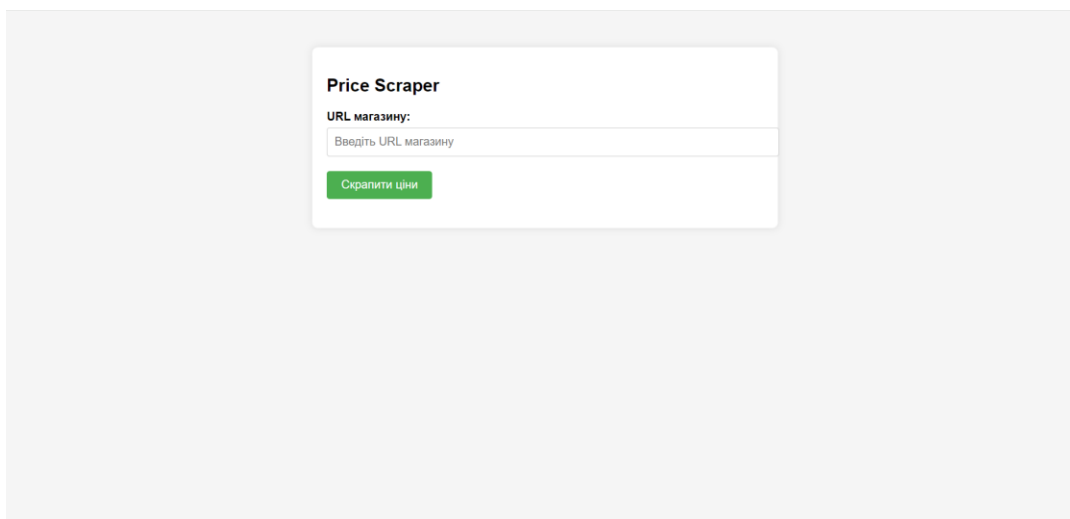 Price Scraper
URL магазину:
Введіть URL магазину
Скрапити ціни